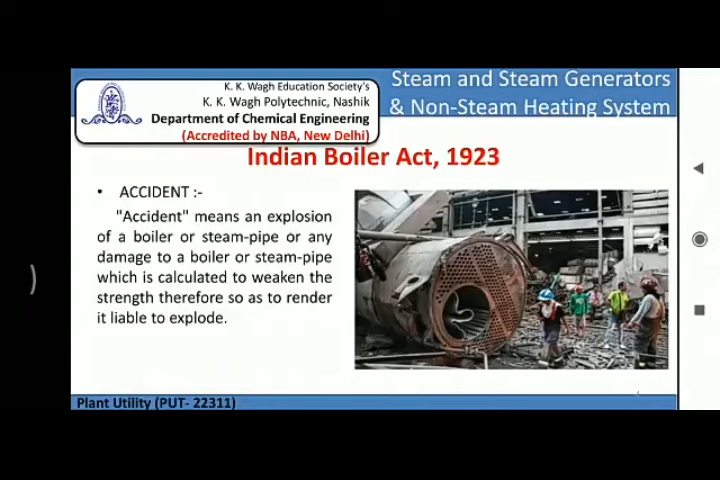 K. K. Wagh Education Society's
K. K. Wagh Polytechnic, Nashik
Department of Chemical Engineering
(Accredited by NBA, New Delhi)
Steam and Steam Generators
& Non-Steam Heating System
Indian Boiler Act, 1923
• ACCIDENT :-
"Accident" means an explosion
of a boiler or steam-pipe or any
damage to a boiler or steam-pipe
which is calculated to weaken the
strength therefore so as to render
it liable to explode.
Plant Utility (PUT- 22311)